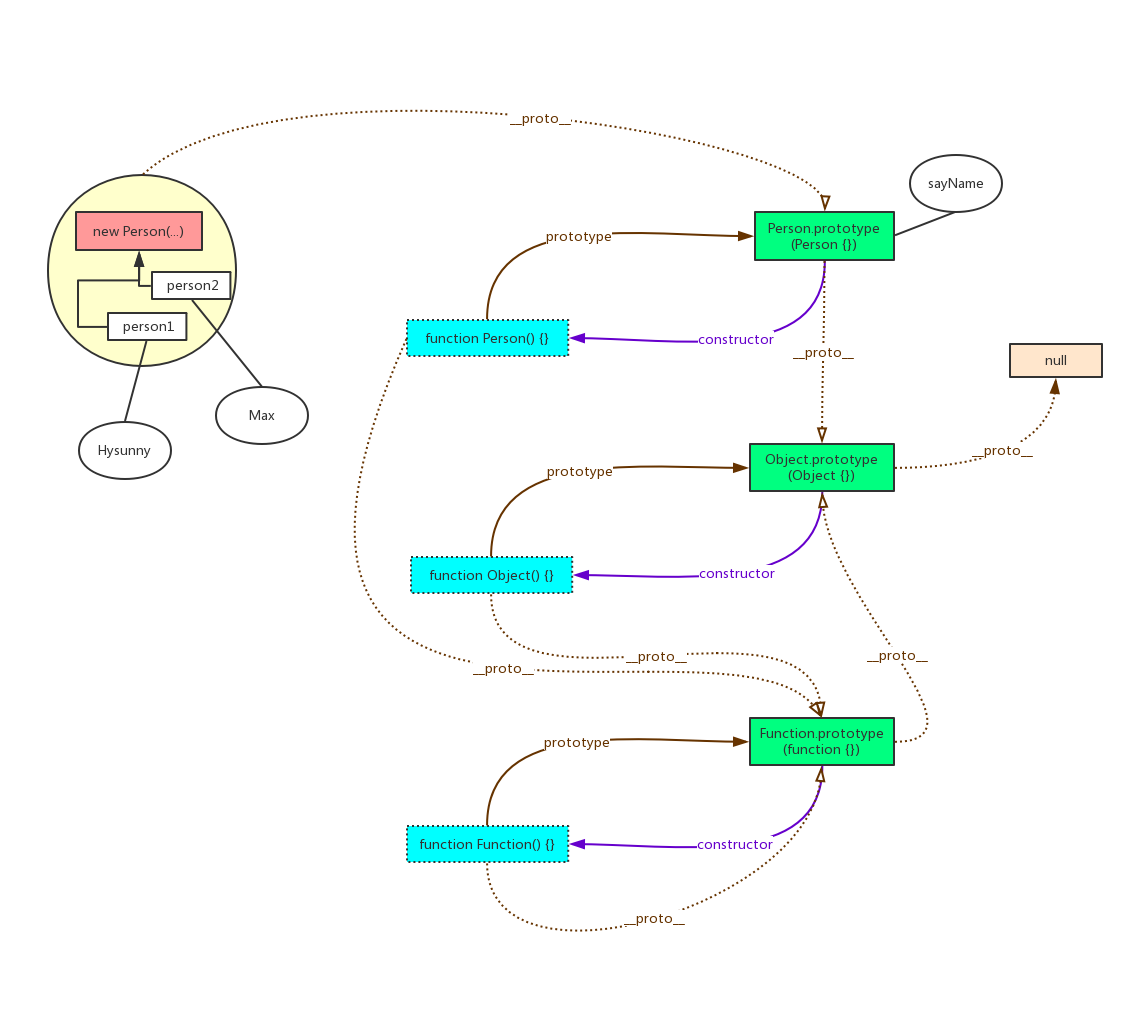 __proto__
sayName
new Person(...)
Person.prototype
(Person {})
prototype
person2
person1
function Person() {}
constructor
__proto__
null
Max
Hysunny
__proto__
Object.prototype
(Object {})
prototype
function Object() {}
constructor
__proto__
__proto__
__proto__
Function.prototype
(function {})
prototype
function Function() {}
constructor
__proto__